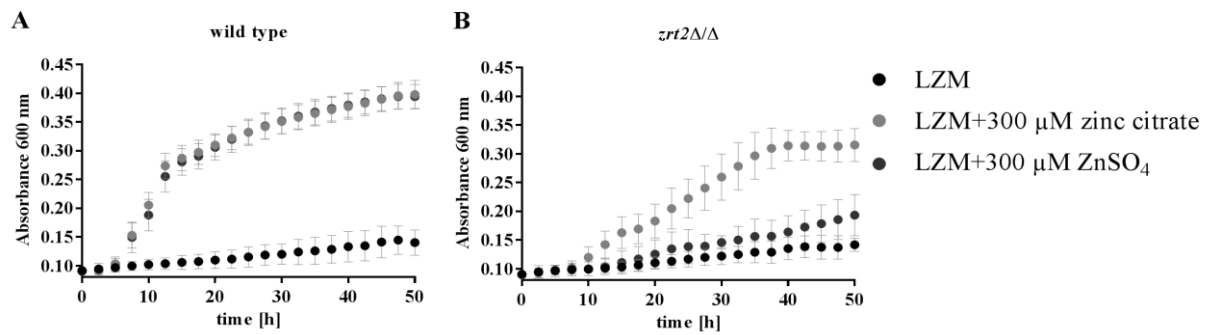 A
wild type
Absorbance 600 nm
0.45
0.40
0.35
0.30
0.25
0.20
0.15
0.10
0 10 20 30 40 50
time [h]
B
zrt2Δ/Δ
Absorbance 600 nm
0.45
0.40
0.35
0.30
0.25
0.20
0.15
0.10
0 10 20 30 40 50
time [h]
LZM
LZM+300 µM zinc citrate
LZM+300 µM ZnSO₄